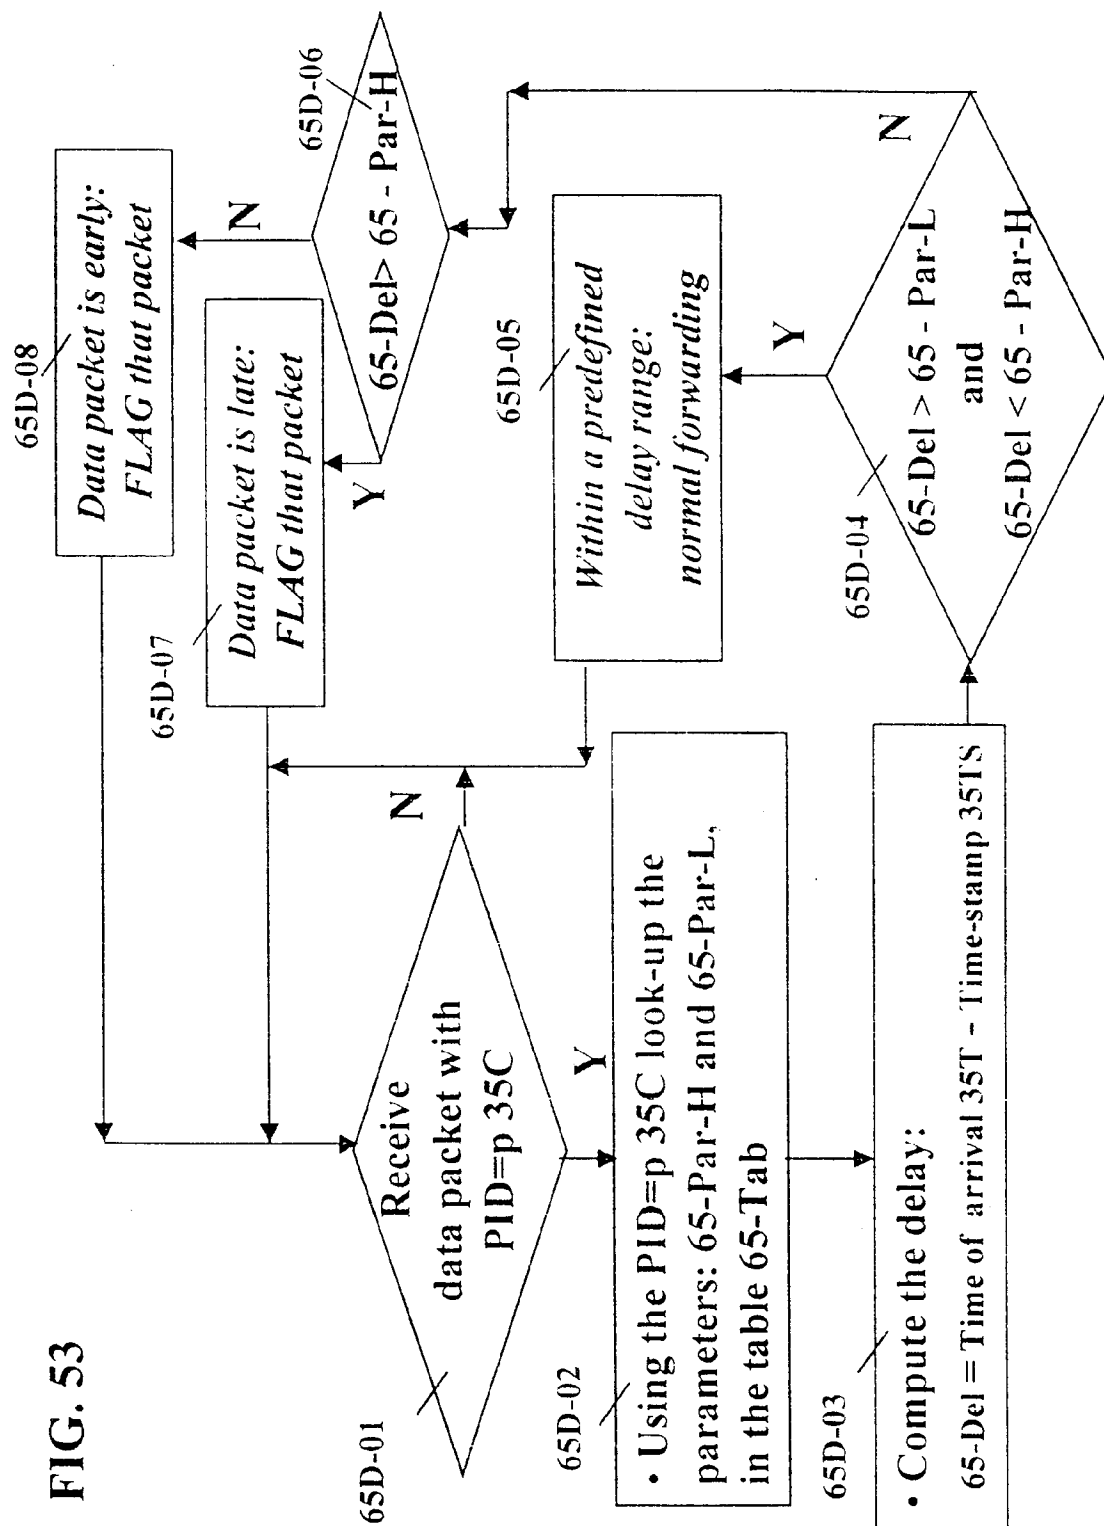 FIG. 53
65D-01
Receive
data packet with
PID=p 35C
N
Y
65D-02
• Using the PID=p 35C look-up the
parameters: 65-Par-H and 65-Par-L,
in the table 65-Tab
65D-03
• Compute the delay:
65-Del = Time of arrival 35T - Time-stamp 35TS
65D-04
65-Del > 65 - Par-L
and
65-Del < 65 - Par-H
Y
N
65D-05
Within a predefined
delay range:
normal forwarding
65D-06
65-Del> 65 - Par-H
Y
N
65D-07
Data packet is late:
FLAG that packet
65D-08
Data packet is early:
FLAG that packet